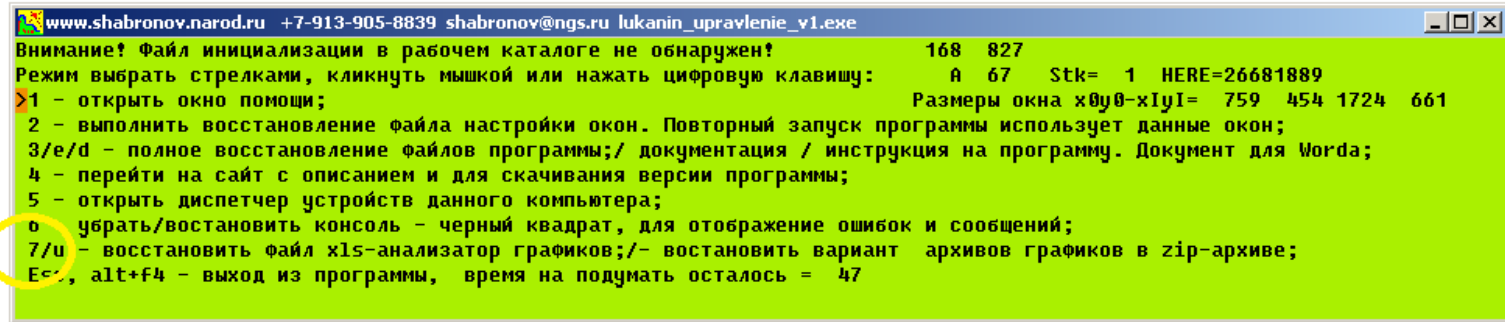 www.shabronov.narod.ru +7-913-905-8839 shabronov@ngs.ru lukanin_upravlenie_v1.exe
Внимание! Файл инициализации в рабочем каталоге не обнаружен! 168 827
Режим выбрать стрелками, кликнуть мышкой или нажать цифровую клавишу: A 67 Stk= 1 HERE=26681889
>1 - открыть окно помощи; Размеры окна x0y0-xIyI= 759 454 1724 661
2 - выполнить восстановление файла настройки окон. Повторный запуск программы использует данные окон;
3/e/d - полное восстановление файлов программы;/ документация / инструкция на программу. Документ для Worda;
4 - перейти на сайт с описанием и для скачивания версии программы;
5 - открыть диспетчер устройств данного компьютера;
6 убрать/востановить консоль - черный квадрат, для отображение ошибок и сообщений;
7/u - восстановить файл xls-анализатор графиков;/- востановить вариант архивов графиков в zip-архиве;
Esc, alt+f4 - выход из программы, время на подумать осталось = 47